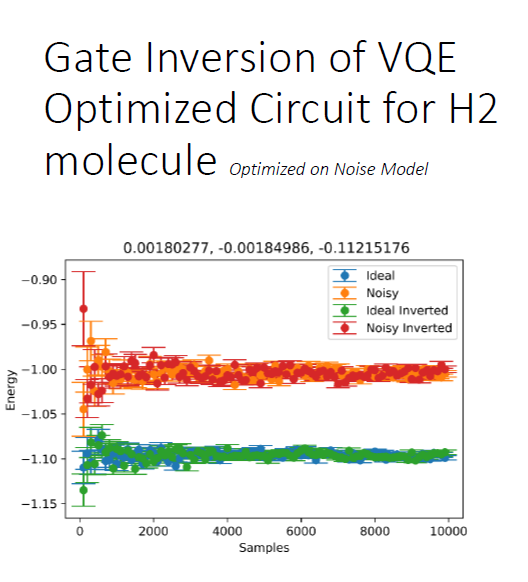 Gate Inversion of VQE
Optimized Circuit for H2
molecule Optimized on Noise Model
0.00180277, -0.00184986, -0.11215176
Ideal
Noisy
Ideal Inverted
Noisy Inverted
−0.90
−0.95
−1.00
−1.05
−1.10
−1.15
Energy
0 2000 4000 6000 8000 10000
Samples